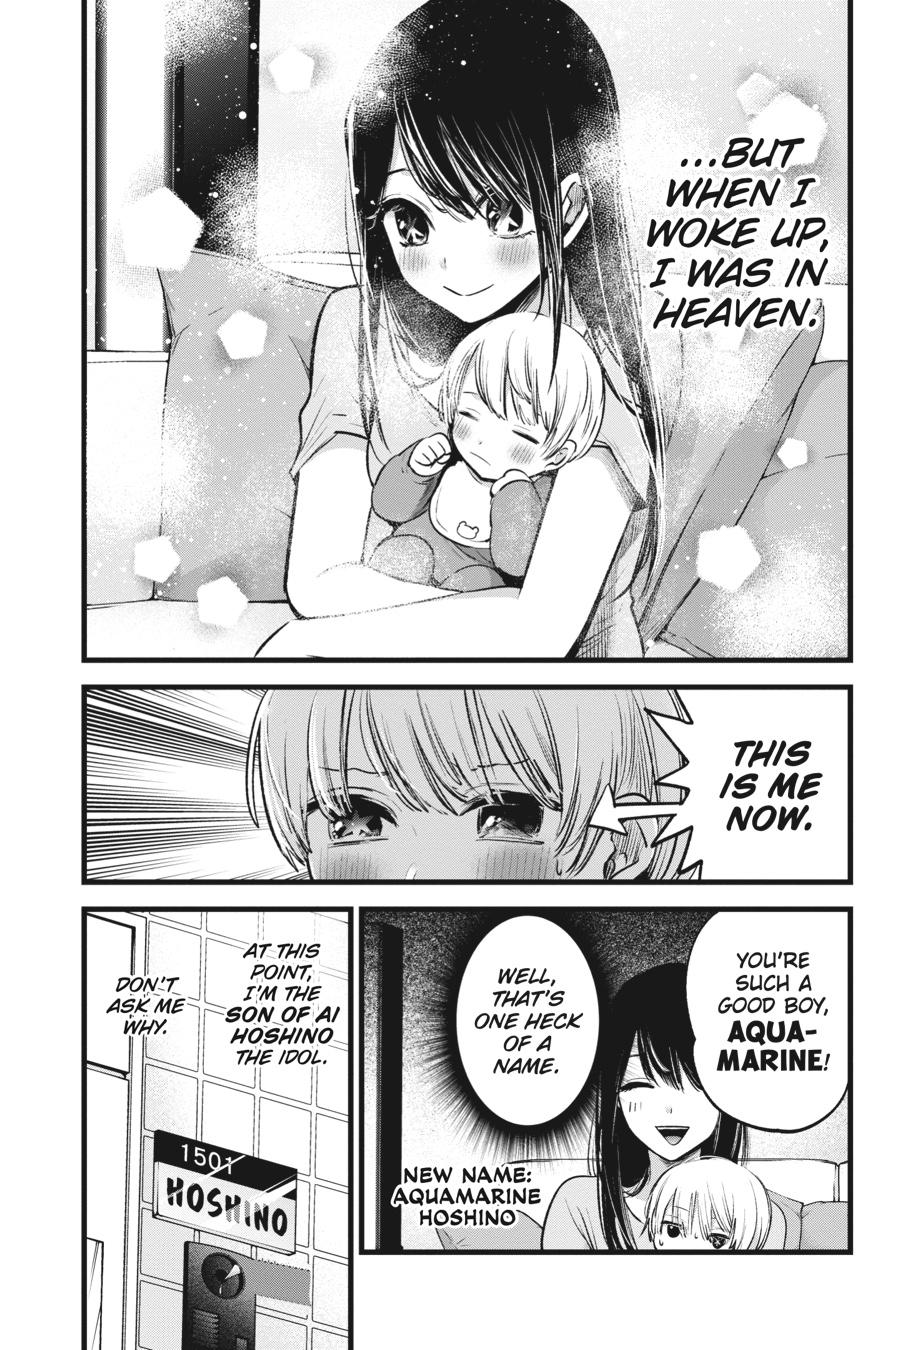 ...BUT
WHEN I
WOKE UP,
I WAS IN
HEAVEN.
THIS
IS ME
NOW.
YOU'RE
SUCH A
GOOD BOY,
AQUA-
MARINE!
WELL,
THAT'S
ONE HECK
OF A
NAME.
NEW NAME:
AQUAMARINE
HOSHINO
AT THIS
POINT,
I'M THE
SON OF AI
HOSHINO
THE IDOL.
DON'T
ASK ME
WHY.
1501
HOSHINO